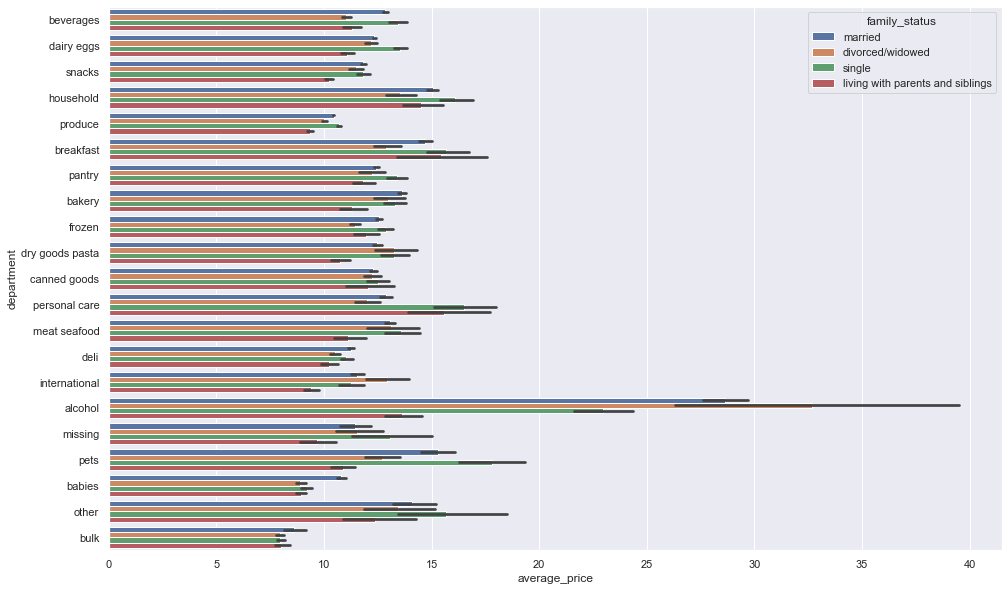 family_status
married
divorced/widowed
single
living with parents and siblings
department
beverages
dairy eggs
snacks
household
produce
breakfast
pantry
bakery
frozen
dry goods pasta
canned goods
personal care
meat seafood
deli
international
alcohol
missing
pets
babies
other
bulk
0 5 10 15 20 25 30 35 40
average_price